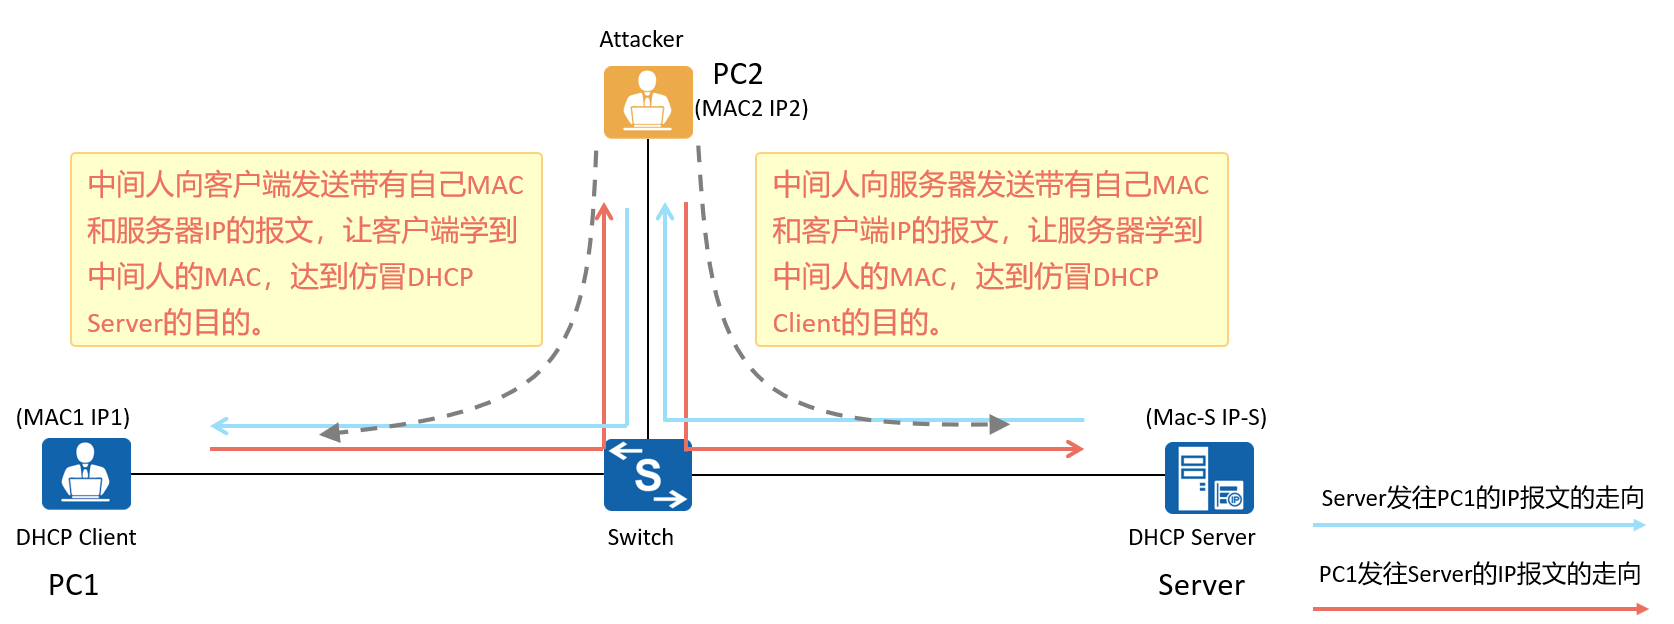 Attacker
PC2
(MAC2 IP2)
中间人向客户端发送带有自己MAC
和服务器IP的报文，让客户端学到
中间人的MAC，达到仿冒DHCP
Server的目的。
中间人向服务器发送带有自己MAC
和客户端IP的报文，让服务器学到
中间人的MAC，达到仿冒DHCP
Client的目的。
(MAC1 IP1)
(Mac-S IP-S)
S
IP
DHCP Client
Switch
DHCP Server
PC1
Server
Server发往PC1的IP报文的走向
PC1发往Server的IP报文的走向